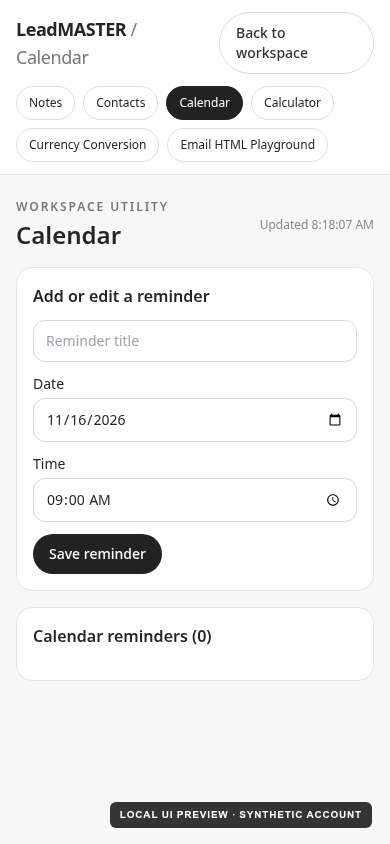 LeadMASTER /
Calendar
Back to
workspace
Notes
Contacts
Calendar
Calculator
Currency Conversion
Email HTML Playground
WORKSPACE UTILITY
Calendar
Updated 8:18:07 AM
Add or edit a reminder
Reminder title
Date
11/16/2026
Time
09:00 AM
Save reminder
Calendar reminders (0)
LOCAL UI PREVIEW · SYNTHETIC ACCOUNT